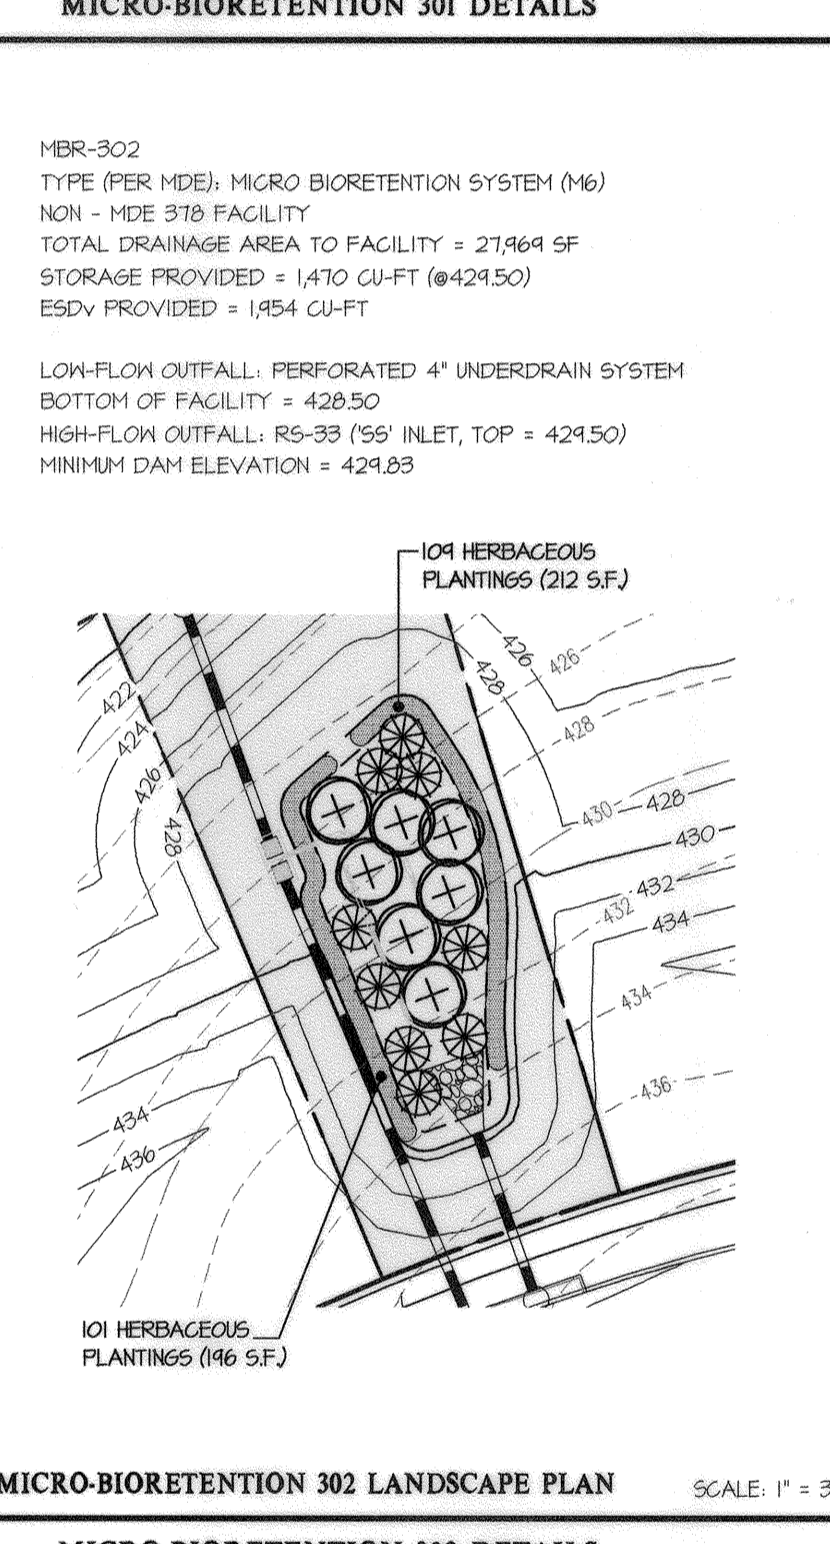 MICRO-BIORETENTION 301 DETAILS
MBR-302
TYPE (PER MDE): MICRO BIORETENTION SYSTEM (M6)
NON - MDE 378 FACILITY
TOTAL DRAINAGE AREA TO FACILITY = 27,969 SF
STORAGE PROVIDED = 1,470 CU-FT (@429.50)
ESDv PROVIDED = 1,954 CU-FT
LOW-FLOW OUTFALL: PERFORATED 4" UNDERDRAIN SYSTEM
BOTTOM OF FACILITY = 428.50
HIGH-FLOW OUTFALL: RS-33 ('SS' INLET, TOP = 429.50)
MINIMUM DAM ELEVATION = 429.83
109 HERBACEOUS
PLANTINGS (212 S.F.)
426
426
428
422
424
428
426
430
428
428
430
432
432
434
434
436
434
436
101 HERBACEOUS
PLANTINGS (196 S.F.)
MICRO-BIORETENTION 302 LANDSCAPE PLAN
SCALE: 1" = 3